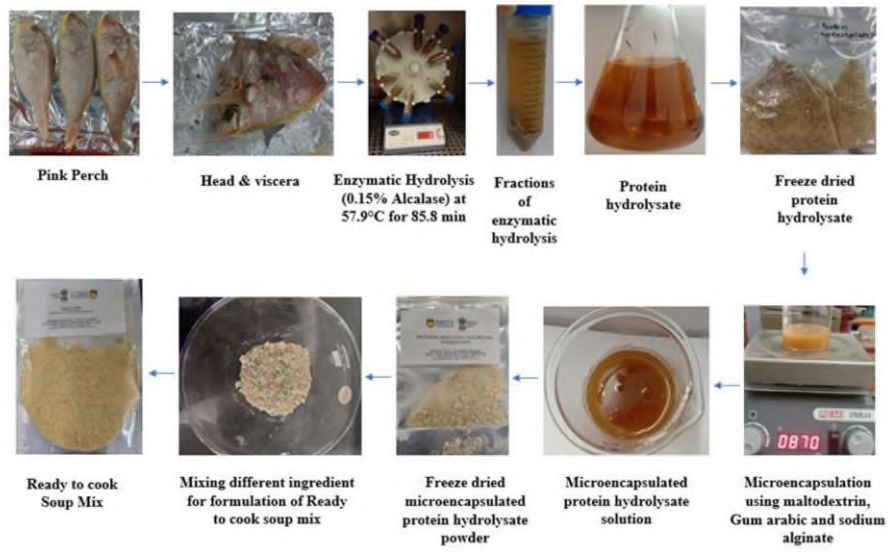 Pink Perch
Head & viscera
Enzymatic Hydrolysis
(0.15% Alcalase) at
57.9°C for 85.8 min
Fractions
of
enzymatic
hydrolysis
Protein
hydrolysate
Freeze dried
protein
hydrolysate
0870
Microencapsulation
using maltodextrin,
Gum arabic and sodium
alginate
Microencapsulated
protein hydrolysate
solution
Freeze dried
microencapsulated
protein hydrolysate
powder
Mixing different ingredient
for formulation of Ready
to cook soup mix
Ready to cook
Soup Mix